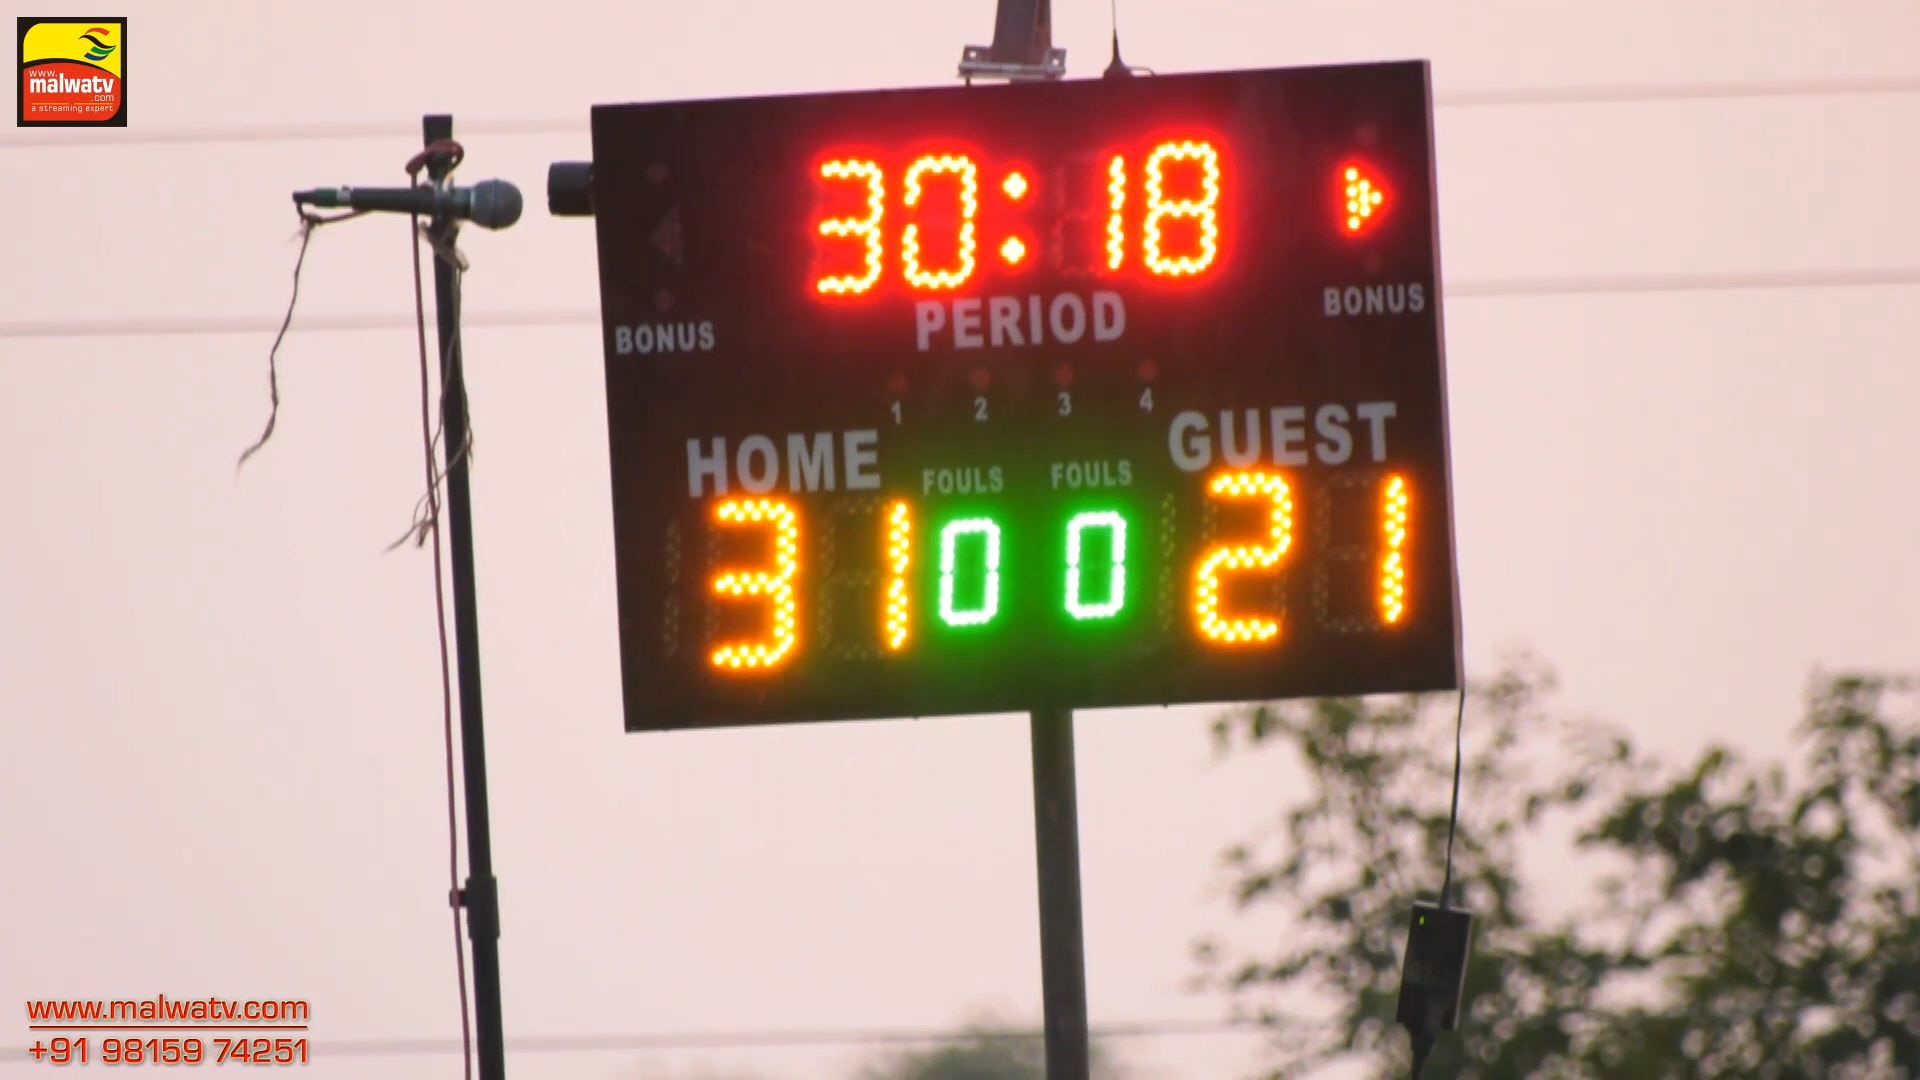 www.
malwatv
.com
a streaming expert
30:18
BONUS PERIOD BONUS
1 2 3 4
HOME GUEST
FOULS FOULS
31 0 0 21
www.malwatv.com
+91 98159 74251